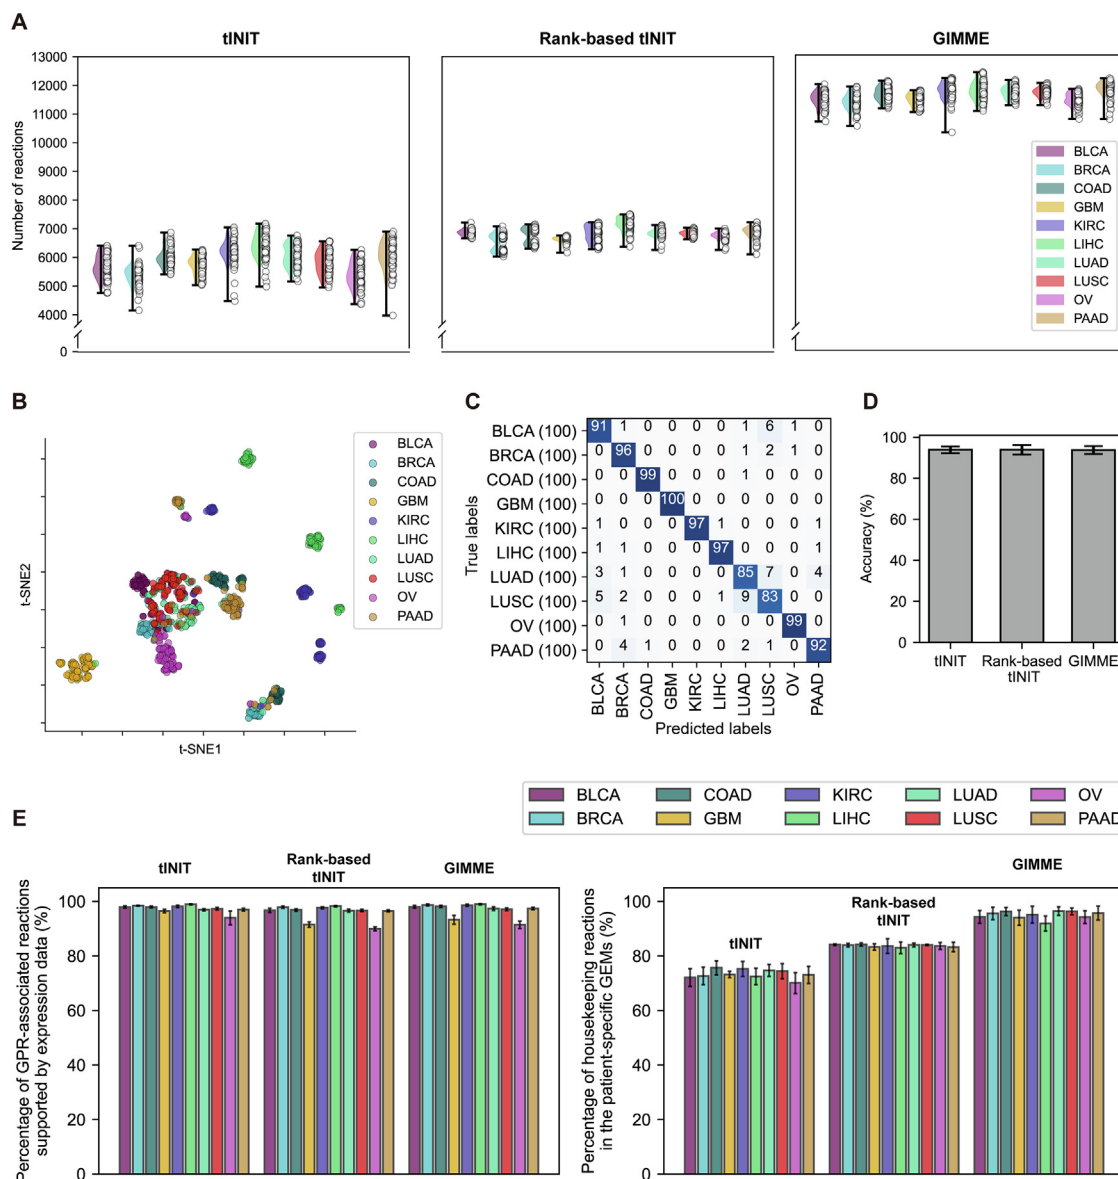 A
tINIT
Rank-based tINIT
GIMME
Number of reactions
13000
12000
11000
10000
9000
8000
7000
6000
5000
4000
0
BLCA
BRCA
COAD
GBM
KIRC
LIHC
LUAD
LUSC
OV
PAAD
B
t-SNE2
t-SNE1
BLCA
BRCA
COAD
GBM
KIRC
LIHC
LUAD
LUSC
OV
PAAD
C
True labels
BLCA (100) 91 1 0 0 0 0 1 6 1 0
BRCA (100) 0 96 0 0 0 0 1 2 1 0
COAD (100) 0 0 99 0 0 0 1 0 0 0
GBM (100) 0 0 0 100 0 0 0 0 0 0
KIRC (100) 1 0 0 0 97 1 0 0 0 1
LIHC (100) 1 1 0 0 0 97 0 0 0 1
LUAD (100) 3 1 0 0 0 0 85 7 0 4
LUSC (100) 5 2 0 0 0 1 9 83 0 0
OV (100) 0 1 0 0 0 0 0 0 99 0
PAAD (100) 0 4 1 0 0 0 2 1 0 92
BLCA BRCA COAD GBM KIRC LIHC LUAD LUSC OV PAAD
Predicted labels
D
Accuracy (%)
100
80
60
40
20
0
tINIT
Rank-based
tINIT
GIMME
E
BLCA COAD KIRC LUAD OV
BRCA GBM LIHC LUSC PAAD
Percentage of GPR-associated reactions
supported by expression data (%)
100
80
60
40
20
0
tINIT
Rank-based
tINIT
GIMME
Percentage of housekeeping reactions
in the patient-specific GEMs (%)
100
80
60
40
20
0
tINIT
Rank-based
tINIT
GIMME